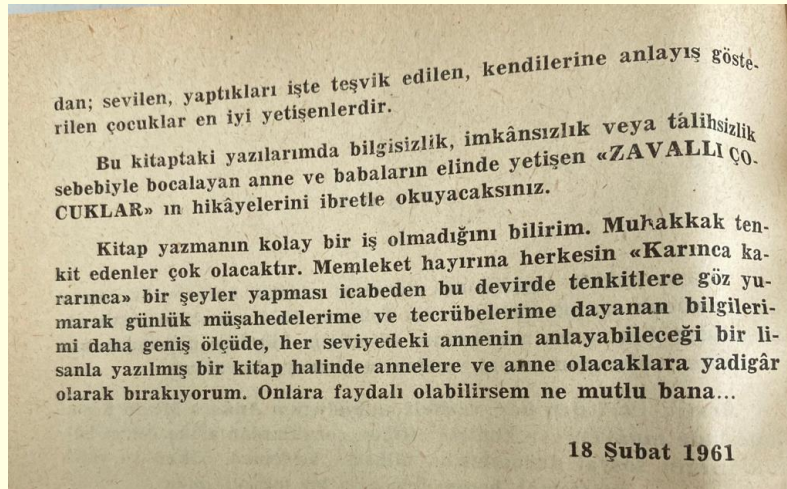 dan; sevilen, yaptıkları işte teşvik edilen, kendilerine anlayış göste-
rilen çocuklar en iyi yetişenlerdir.
Bu kitaptaki yazılarımda bilgisizlik, imkânsızlık veya tâlihsizlik
sebebiyle bocalayan anne ve babaların elinde yetişen «ZAVALLI ÇO-
CUKLAR» ın hikâyelerini ibretle okuyacaksınız.
Kitap yazmanın kolay bir iş olmadığını bilirim. Muhakkak ten-
kit edenler çok olacaktır. Memleket hayırına herkesin «Karınca ka-
rarınca» bir şeyler yapması icabeden bu devirde tenkitlere göz yu-
marak günlük müşahedelerime ve tecrübelerime dayanan bilgileri-
mi daha geniş ölçüde, her seviyedeki annenin anlayabileceği bir li-
sanla yazılmış bir kitap halinde annelere ve anne olacaklara yadigâr
olarak bırakıyorum. Onlara faydalı olabilirsem ne mutlu bana...
18 Şubat 1961